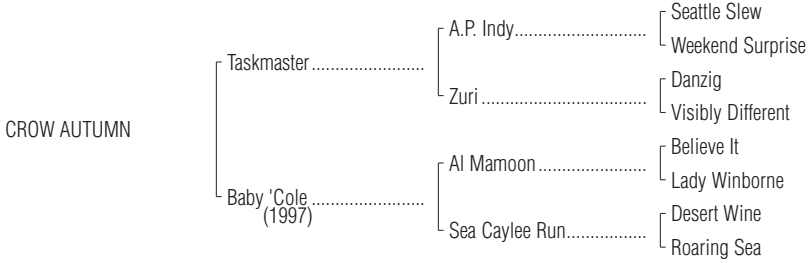 Seattle Slew
A.P. Indy............................
Weekend Surprise
Taskmaster........................
Danzig
Zuri...................................
Visibly Different
CROW AUTUMN
Believe It
Al Mamoon.......................
Lady Winborne
Baby 'Cole........................
(1997)
Desert Wine
Sea Caylee Run.................
Roaring Sea